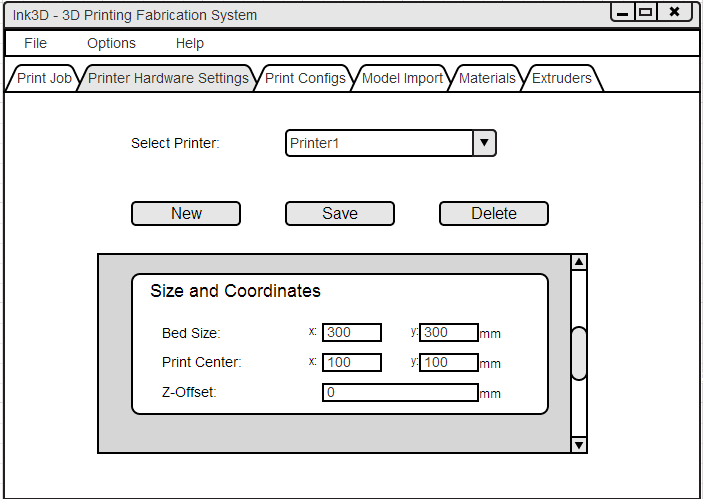 Ink3D - 3D Printing Fabrication System
File Options Help
Print Job Printer Hardware Settings Print Configs Model Import Materials Extruders
Select Printer: Printer1
New Save Delete
Size and Coordinates
Bed Size: x: 300 y: 300 mm
Print Center: x: 100 y: 100 mm
Z-Offset: 0 mm